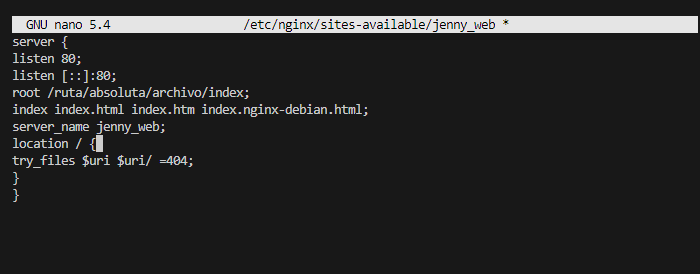 GNU nano 5.4 /etc/nginx/sites-available/jenny_web *
server {
listen 80;
listen [::]:80;
root /ruta/absoluta/archivo/index;
index index.html index.htm index.nginx-debian.html;
server_name jenny_web;
location / {
try_files $uri $uri/ =404;
}
}